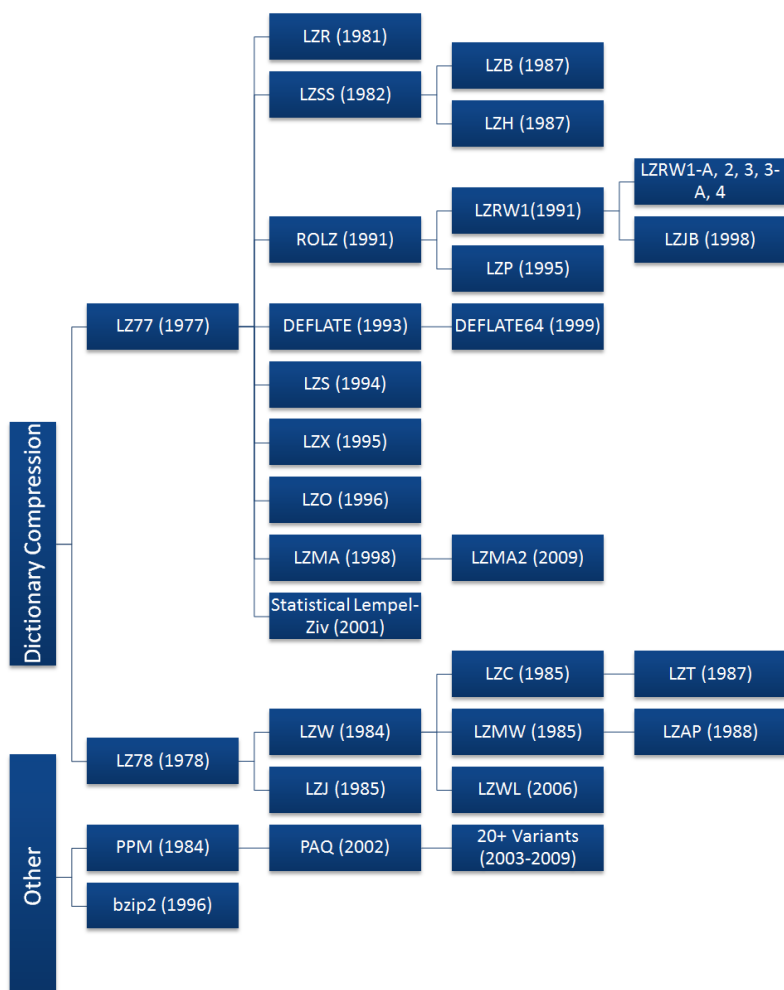 LZR (1981)
LZSS (1982)
LZB (1987)
LZH (1987)
ROLZ (1991)
LZRW1(1991)
LZRW1-A, 2, 3, 3-
A, 4
LZJB (1998)
LZP (1995)
Dictionary Compression
LZ77 (1977)
DEFLATE (1993)
DEFLATE64 (1999)
LZS (1994)
LZX (1995)
LZO (1996)
LZMA (1998)
LZMA2 (2009)
Statistical Lempel-
Ziv (2001)
LZ78 (1978)
LZW (1984)
LZC (1985)
LZT (1987)
LZMW (1985)
LZAP (1988)
LZJ (1985)
LZWL (2006)
Other
PPM (1984)
PAQ (2002)
20+ Variants
(2003-2009)
bzip2 (1996)